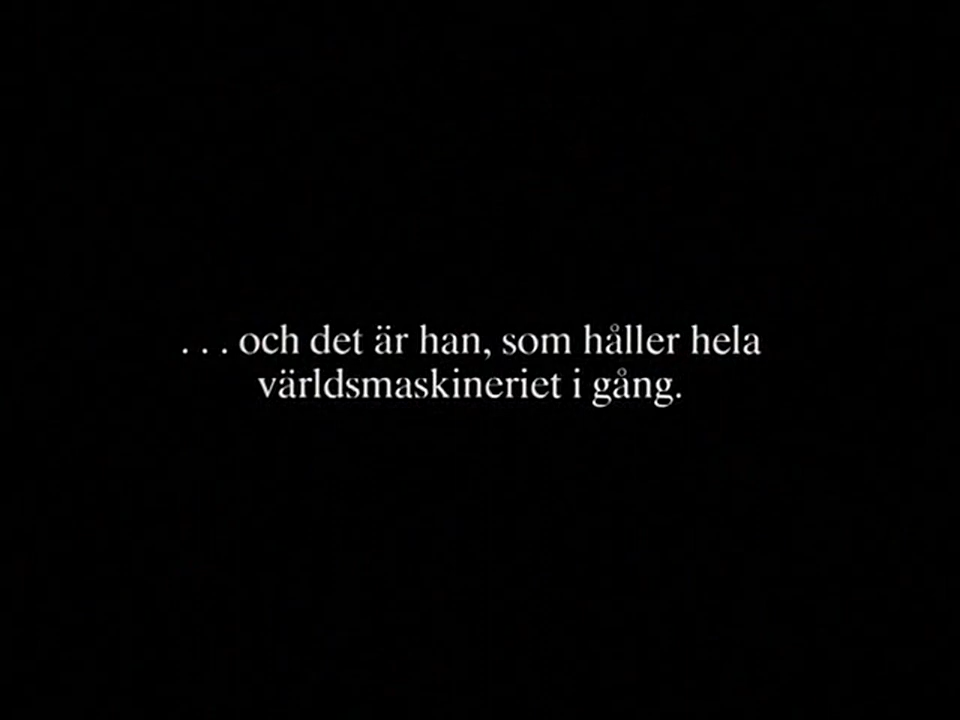 . . . och det är han, som håller hela
världsmaskineriet i gång.